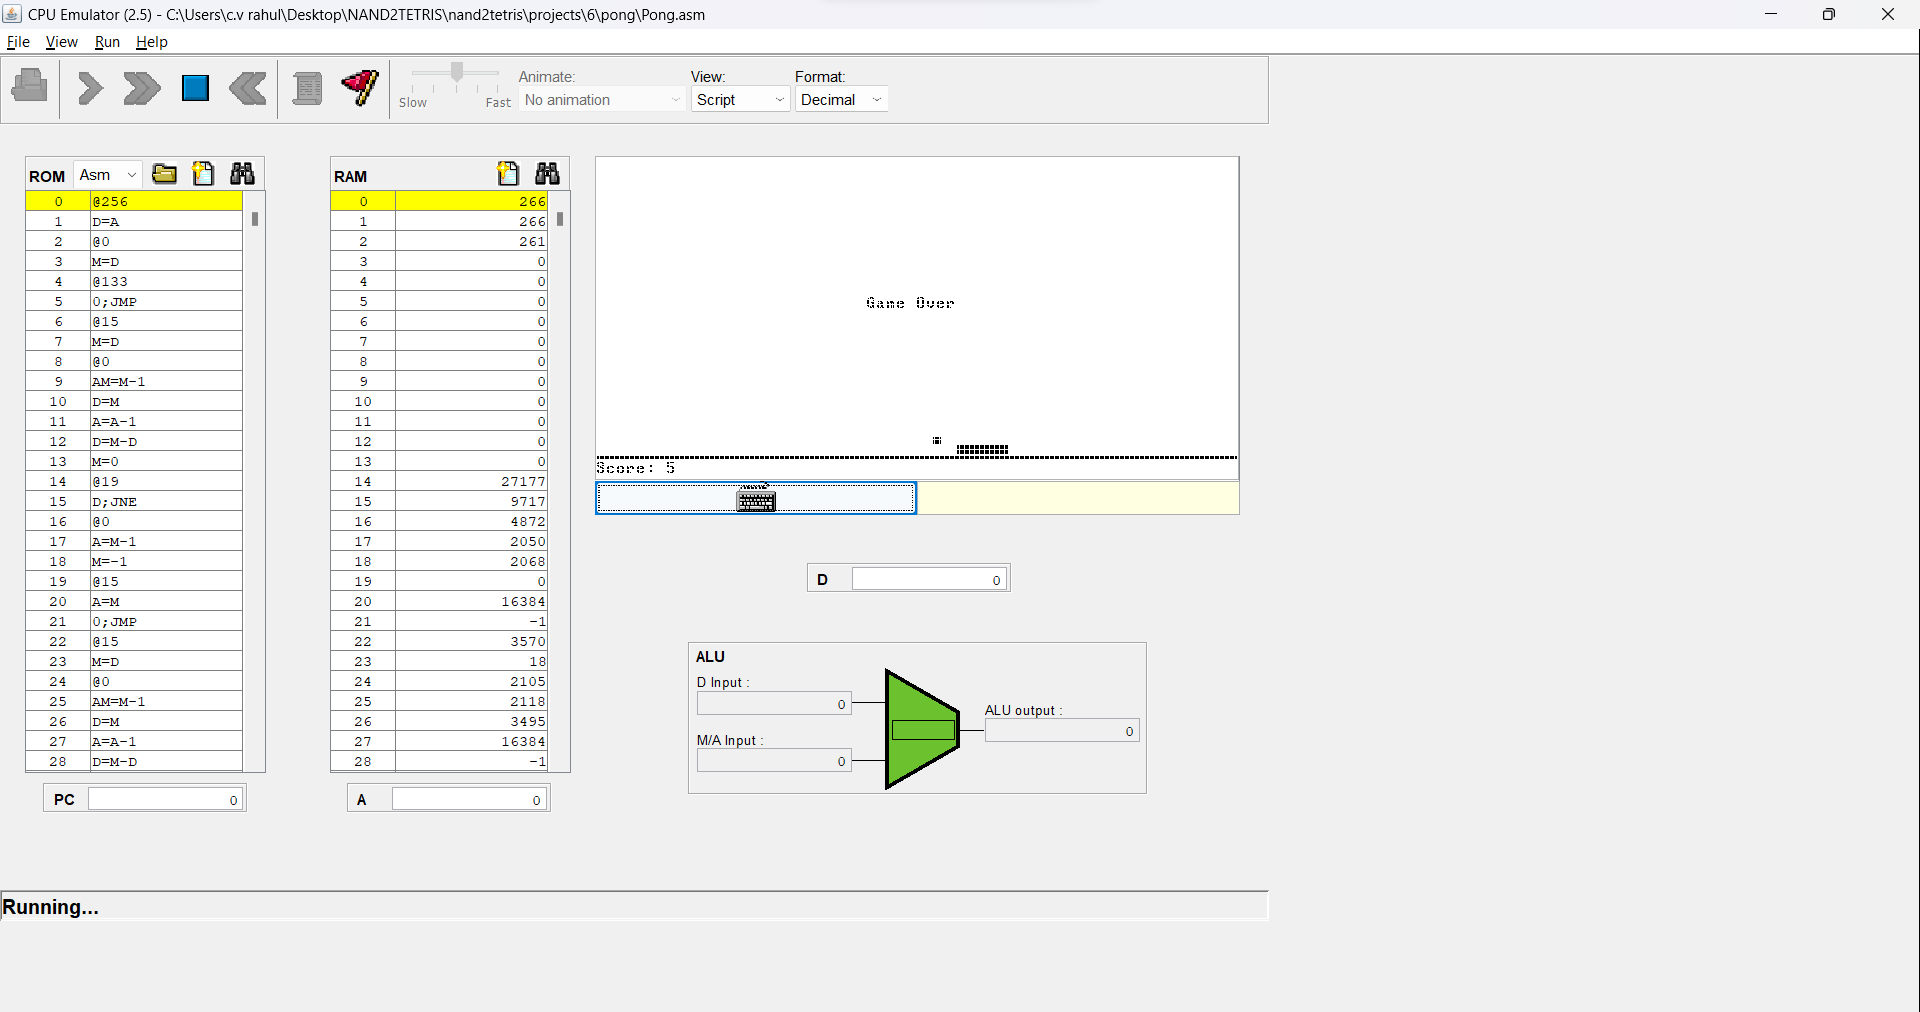 CPU Emulator (2.5) - C:\Users\c.v rahul\Desktop\NAND2TETRIS\nand2tetris\projects\6\pong\Pong.asm
File View Run Help
Slow Fast
Animate:
No animation
View:
Script
Format:
Decimal
ROM Asm
0 @256
1 D=A
2 @0
3 M=D
4 @133
5 0;JMP
6 @15
7 M=D
8 @0
9 AM=M-1
10 D=M
11 A=A-1
12 D=M-D
13 M=0
14 @19
15 D;JNE
16 @0
17 A=M-1
18 M=-1
19 @15
20 A=M
21 0;JMP
22 @15
23 M=D
24 @0
25 AM=M-1
26 D=M
27 A=A-1
28 D=M-D
PC 0
RAM
0 266
1 266
2 261
3 0
4 0
5 0
6 0
7 0
8 0
9 0
10 0
11 0
12 0
13 0
14 27177
15 9717
16 4872
17 2050
18 2068
19 0
20 16384
21 -1
22 3570
23 18
24 2105
25 2118
26 3495
27 16384
28 -1
A 0
Game Over
Score: 5
D 0
ALU
D Input :
0
M/A Input :
0
ALU output :
0
Running...